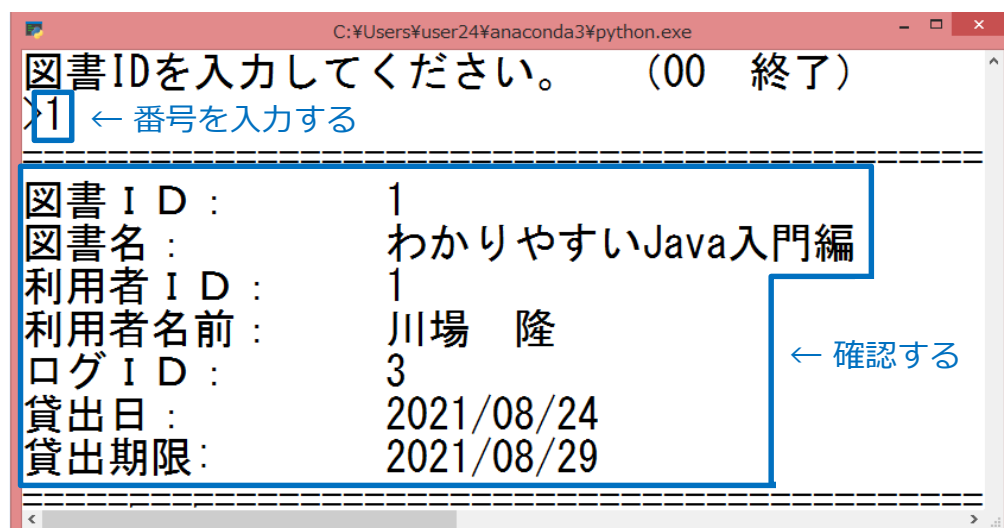 C:¥Users¥user24¥anaconda3¥python.exe
図書IDを入力してください。　（00　終了）
>1 ← 番号を入力する
==============================================
図書ＩＤ：　1
図書名：　わかりやすいJava入門編
利用者ＩＤ：　1
利用者名前：　川場　隆
ログＩＤ：　3
貸出日：　2021/08/24
貸出期限：　2021/08/29
← 確認する
==============================================